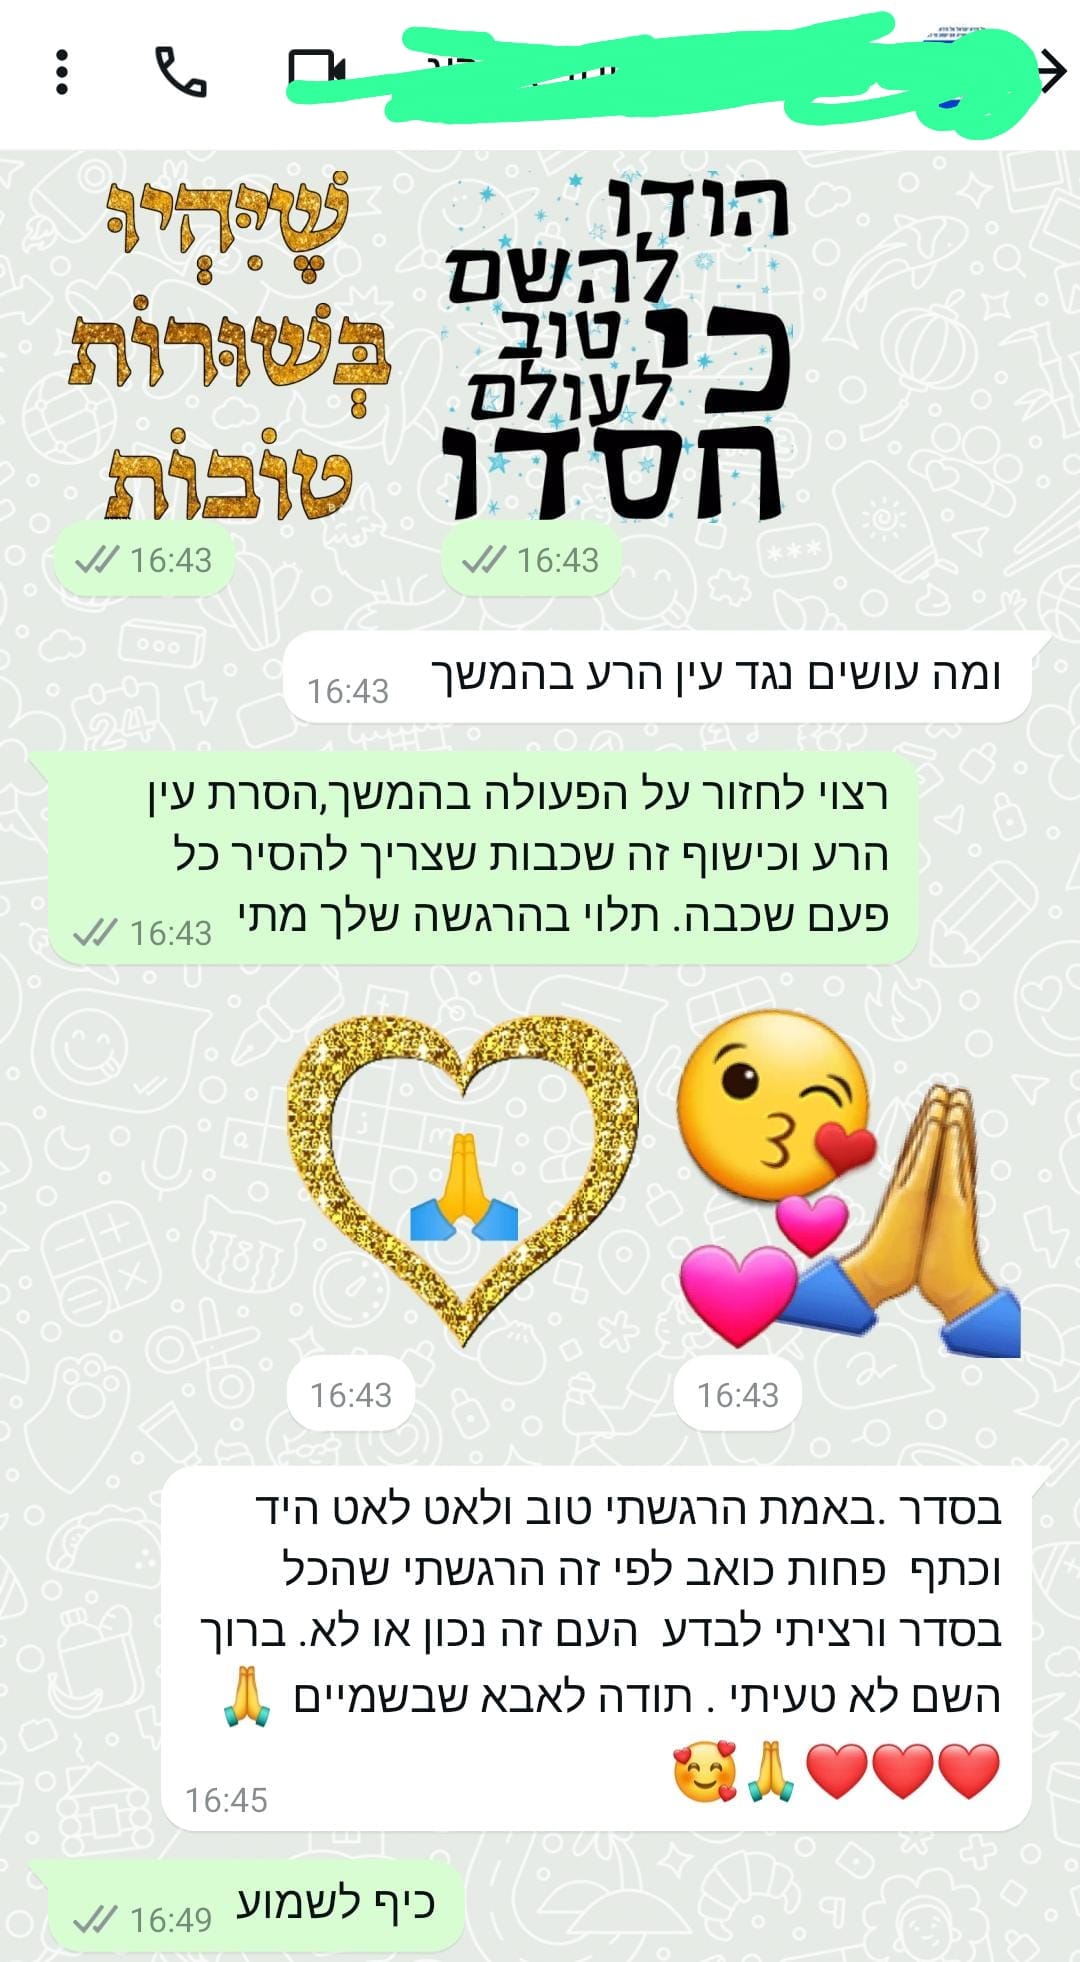 שֶׁיִּהְיוּ
בְּשׂוּרוֹת
טוֹבוֹת
16:43
הודו
להשם
כי
טוב
לעולם
חסדו
16:43
ומה עושים נגד עין הרע בהמשך
16:43
רצוי לחזור על הפעולה בהמשך,הסרת עין
הרע וכישוף זה שכבות שצריך להסיר כל
פעם שכבה. תלוי בהרגשה שלך מתי
16:43
16:43
16:43
בסדר .באמת הרגשתי טוב ולאט לאט היד
וכתף  פחות כואב לפי זה הרגשתי שהכל
בסדר ורציתי לבדע  העם זה נכון או לא. ברוך
השם לא טעיתי . תודה לאבא שבשמיים 🙏
❤️❤️❤️🙏🥰
16:45
כיף לשמוע
16:49